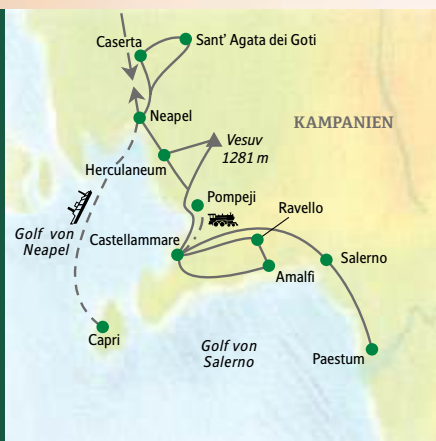 Caserta
Sant’ Agata dei Goti
Neapel
KAMPANIEN
Vesuv
1281 m
Herculaneum
Pompeji
Ravello
Golf von
Neapel
Castellammare
Salerno
Amalfi
Capri
Golf von
Salerno
Paestum